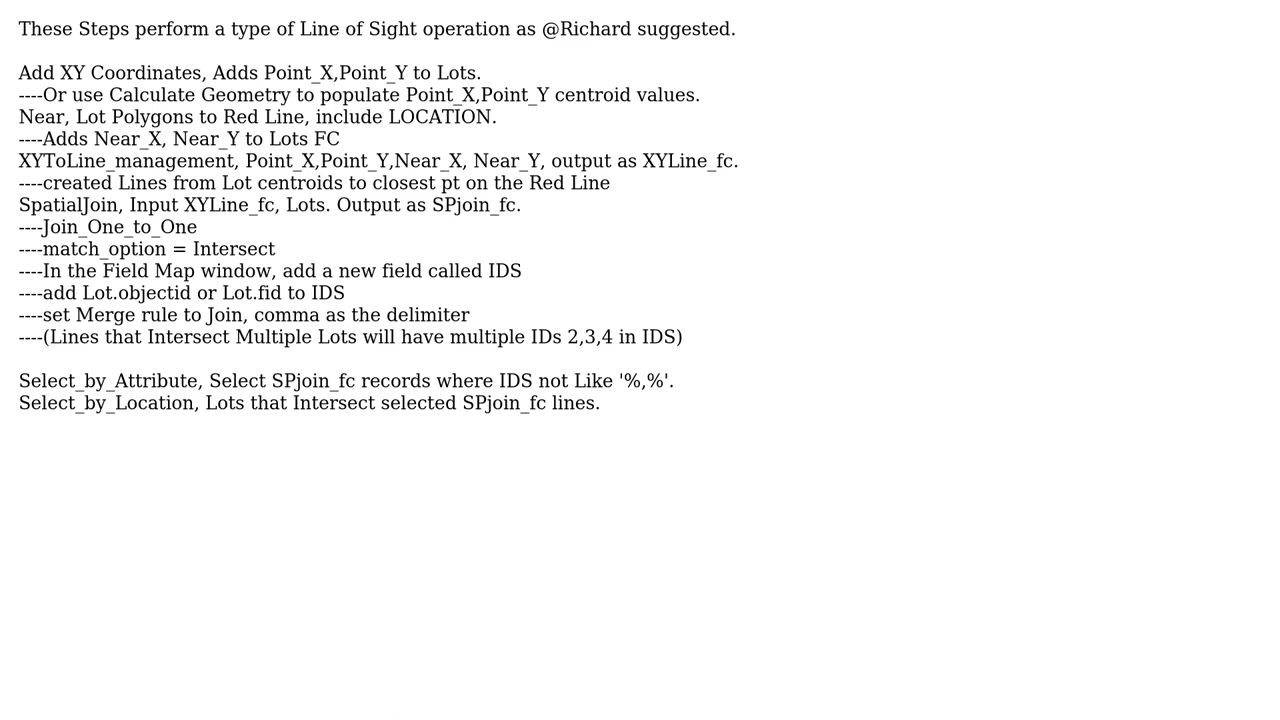 These Steps perform a type of Line of Sight operation as @Richard suggested.
Add XY Coordinates, Adds Point_X,Point_Y to Lots.
----Or use Calculate Geometry to populate Point_X,Point_Y centroid values.
Near, Lot Polygons to Red Line, include LOCATION.
----Adds Near_X, Near_Y to Lots FC
XYToLine_management, Point_X,Point_Y,Near_X, Near_Y, output as XYLine_fc.
----created Lines from Lot centroids to closest pt on the Red Line
SpatialJoin, Input XYLine_fc, Lots. Output as SPjoin_fc.
----Join_One_to_One
----match_option = Intersect
----In the Field Map window, add a new field called IDS
----add Lot.objectid or Lot.fid to IDS
----set Merge rule to Join, comma as the delimiter
----(Lines that Intersect Multiple Lots will have multiple IDs 2,3,4 in IDS)
Select_by_Attribute, Select SPjoin_fc records where IDS not Like '%,%'.
Select_by_Location, Lots that Intersect selected SPjoin_fc lines.